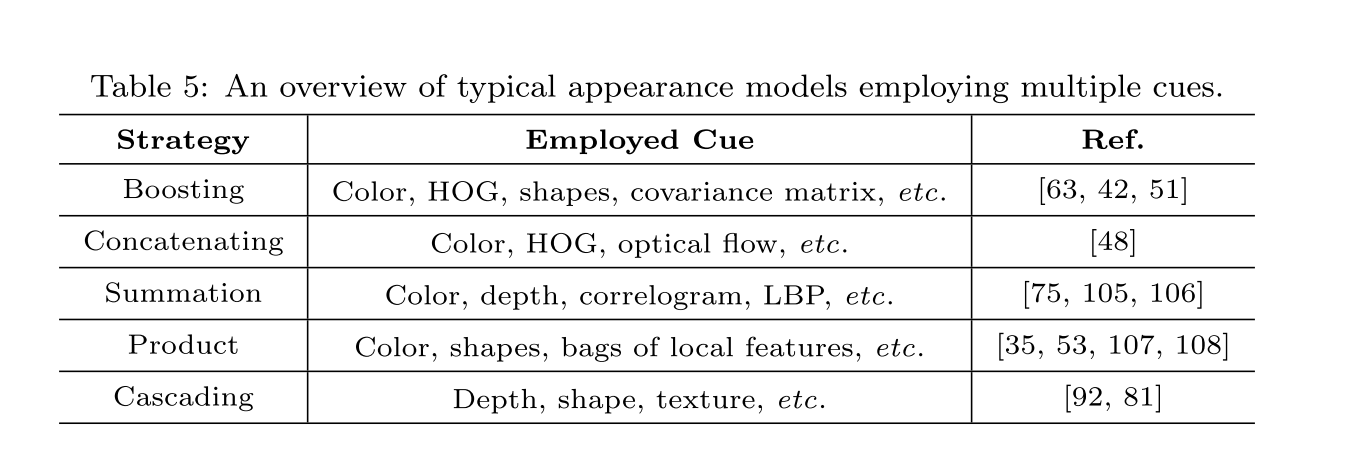 Table 5: An overview of typical appearance models employing multiple cues.
Strategy Employed Cue Ref.
Boosting Color, HOG, shapes, covariance matrix, etc. [63, 42, 51]
Concatenating Color, HOG, optical flow, etc. [48]
Summation Color, depth, correlogram, LBP, etc. [75, 105, 106]
Product Color, shapes, bags of local features, etc. [35, 53, 107, 108]
Cascading Depth, shape, texture, etc. [92, 81]